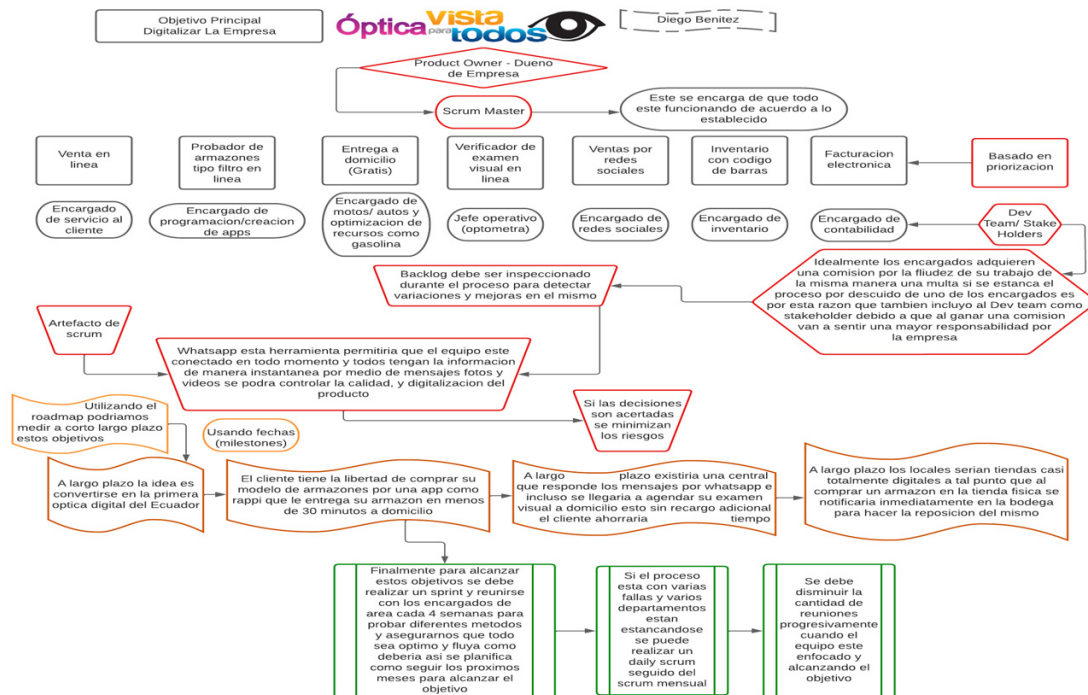 Objetivo Principal
Digitalizar La Empresa
Óptica vista
para todos
Diego Benitez
Product Owner - Dueno
de Empresa
Scrum Master
Este se encarga de que todo
este funcionando de acuerdo a lo
establecido
Venta en
linea
Probador de
armazones
tipo filtro en
linea
Entrega a
domicilio
(Gratis)
Verificador de
examen
visual en
linea
Ventas por
redes
sociales
Inventario
con codigo
de barras
Facturacion
electronica
Basado en
priorizacion
Encargado
de servicio al
cliente
Encargado de
programacion/creacion
de apps
Encargado de
motos/ autos y
optimizacion de
recursos como
gasolina
Jefe operativo
(optometra)
Encargado de
redes sociales
Encargado de
inventario
Encargado de
contabilidad
Dev
Team/ Stake
Holders
Idealmente los encargados adquieren
una comision por la fliudez de su trabajo de
la misma manera una multa si se estanca el
proceso por descuido de uno de los encargados es
por esta razon que tambien incluyo al Dev team como
stakeholder debido a que al ganar una comision
van a sentir una mayor responsabilidad por
la empresa
Backlog debe ser inspeccionado
durante el proceso para detectar
variaciones y mejoras en el mismo
Artefacto de
scrum
Whatsapp esta herramienta permitiria que el equipo este
conectado en todo momento y todos tengan la informacion
de manera instantanea por medio de mensajes fotos y
videos se podra controlar la calidad, y digitalizacion del
producto
Si las decisiones
son acertadas
se minimizan
los riesgos
Utilizando el
roadmap podriamos
medir a corto largo plazo
estos objetivos
Usando fechas
(milestones)
A largo plazo la idea es
convertirse en la primera
optica digital del Ecuador
El cliente tiene la libertad de comprar su
modelo de armazones por una app como
rappi que le entrega su armazon en menos
de 30 minutos a domicilio
A largo plazo existiria una central
que responde los mensajes por whatsapp e
incluso se llegaria a agendar su examen
visual a domicilio esto sin recargo adicional
el cliente ahorraria tiempo
A largo plazo los locales serian tiendas casi
totalmente digitales a tal punto que al
comprar un armazon en la tienda fisica se
notificaria inmediatamente en la bodega
para hacer la reposicion del mismo
Finalmente para alcanzar
estos objetivos se debe
realizar un sprint y reunirse
con los encargados de
area cada 4 semanas para
probar diferentes metodos
y asegurarnos que todo
sea optimo y fluya como
deberia asi se planifica
como seguir los proximos
meses para alcanzar el
objetivo
Si el proceso
esta con varias
fallas y varios
departamentos
estan
estancandose
se puede
realizar un
daily scrum
seguido del
scrum mensual
Se debe
disminuir la
cantidad de
reuniones
progresivamente
cuando el
equipo este
enfocado y
alcanzando el
objetivo